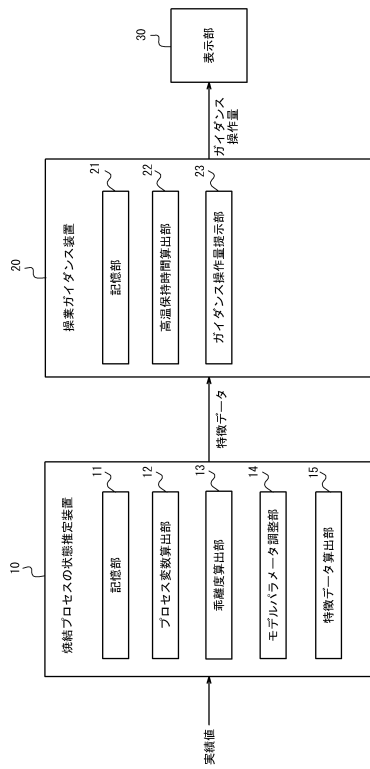 実績値
10
焼結プロセスの状態推定装置
11
記憶部
12
プロセス変数算出部
13
乖離度算出部
14
モデルパラメータ調整部
15
特徴データ算出部
特徴データ
20
操業ガイダンス装置
21
記憶部
22
高温保持時間算出部
23
ガイダンス操作量提示部
ガイダンス
操作量
30
表示部